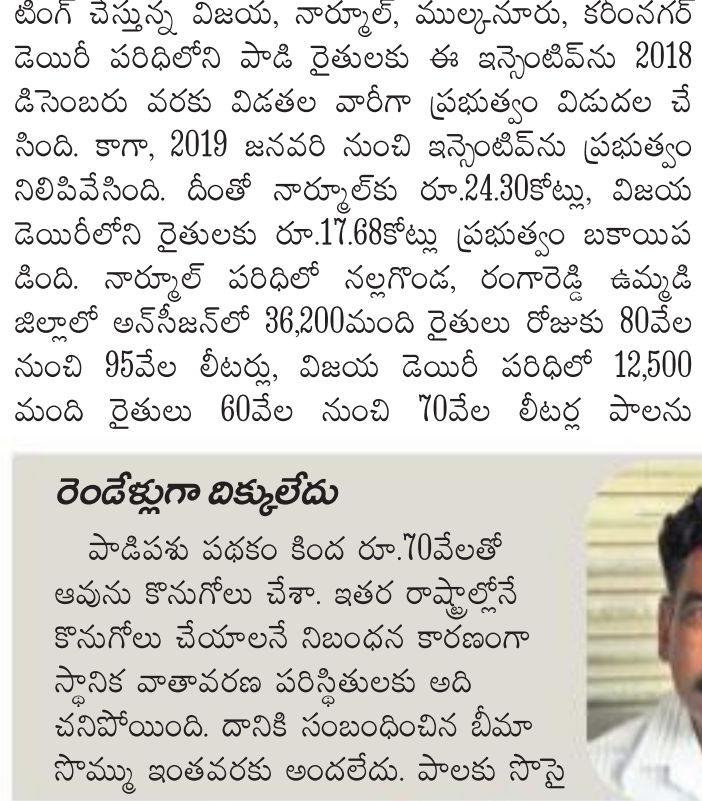 టింగ్ చేస్తున్న విజయ, నార్మూల్, ముల్కనూరు, కరీంనగర్
డెయిరీ పరిధిలోని పాడి రైతులకు ఈ ఇన్సెంటివ్‌ను 2018
డిసెంబరు వరకు విడతల వారీగా ప్రభుత్వం విడుదల చే
సింది. కాగా, 2019 జనవరి నుంచి ఇన్సెంటివ్‌ను ప్రభుత్వం
నిలిపివేసింది. దీంతో నార్మూల్‌కు రూ.24.30కోట్లు, విజయ
డెయిరీలోని రైతులకు రూ.17.68కోట్లు ప్రభుత్వం బకాయిప
డింది. నార్మూల్ పరిధిలో నల్లగొండ, రంగారెడ్డి ఉమ్మడి
జిల్లాలో అన్‌సీజన్‌లో 36,200మంది రైతులు రోజుకు 80వేల
నుంచి 95వేల లీటర్లు, విజయ డెయిరీ పరిధిలో 12,500
మంది రైతులు 60వేల నుంచి 70వేల లీటర్ల పాలను
రెండేళ్లుగా దిక్కులేదు
పాడిపశు పథకం కింద రూ.70వేలతో
ఆవును కొనుగోలు చేశా. ఇతర రాష్ట్రాల్లోనే
కొనుగోలు చేయాలనే నిబంధన కారణంగా
స్థానిక వాతావరణ పరిస్థితులకు అది
చనిపోయింది. దానికి సంబంధించిన బీమా
సొమ్ము ఇంతవరకు అందలేదు. పాలకు సొసై